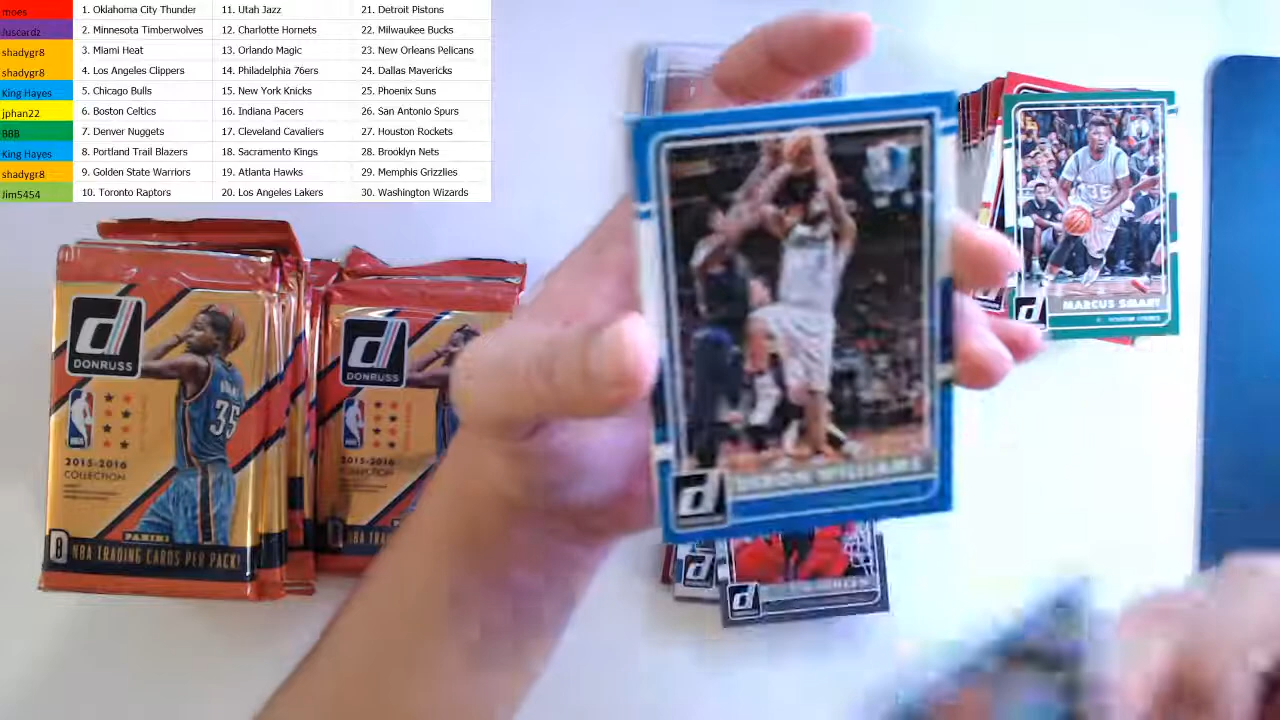 moes
Juscardz
shadygr8
shadygr8
King Hayes
jphan22
BBB
King Hayes
shadygr8
Jim5454
1. Oklahoma City Thunder
2. Minnesota Timberwolves
3. Miami Heat
4. Los Angeles Clippers
5. Chicago Bulls
6. Boston Celtics
7. Denver Nuggets
8. Portland Trail Blazers
9. Golden State Warriors
10. Toronto Raptors
11. Utah Jazz
12. Charlotte Hornets
13. Orlando Magic
14. Philadelphia 76ers
15. New York Knicks
16. Indiana Pacers
17. Cleveland Cavaliers
18. Sacramento Kings
19. Atlanta Hawks
20. Los Angeles Lakers
21. Detroit Pistons
22. Milwaukee Bucks
23. New Orleans Pelicans
24. Dallas Mavericks
25. Phoenix Suns
26. San Antonio Spurs
27. Houston Rockets
28. Brooklyn Nets
29. Memphis Grizzlies
30. Washington Wizards
d
DONRUSS
NBA
35
2015-2016
COLLECTION
PANINI
8 NBA TRADING CARDS PER PACK!
d
DONRUSS
2015-2016
COLLECTION
d
WILLIAMS
d
d
d
MARCUS SMART
36